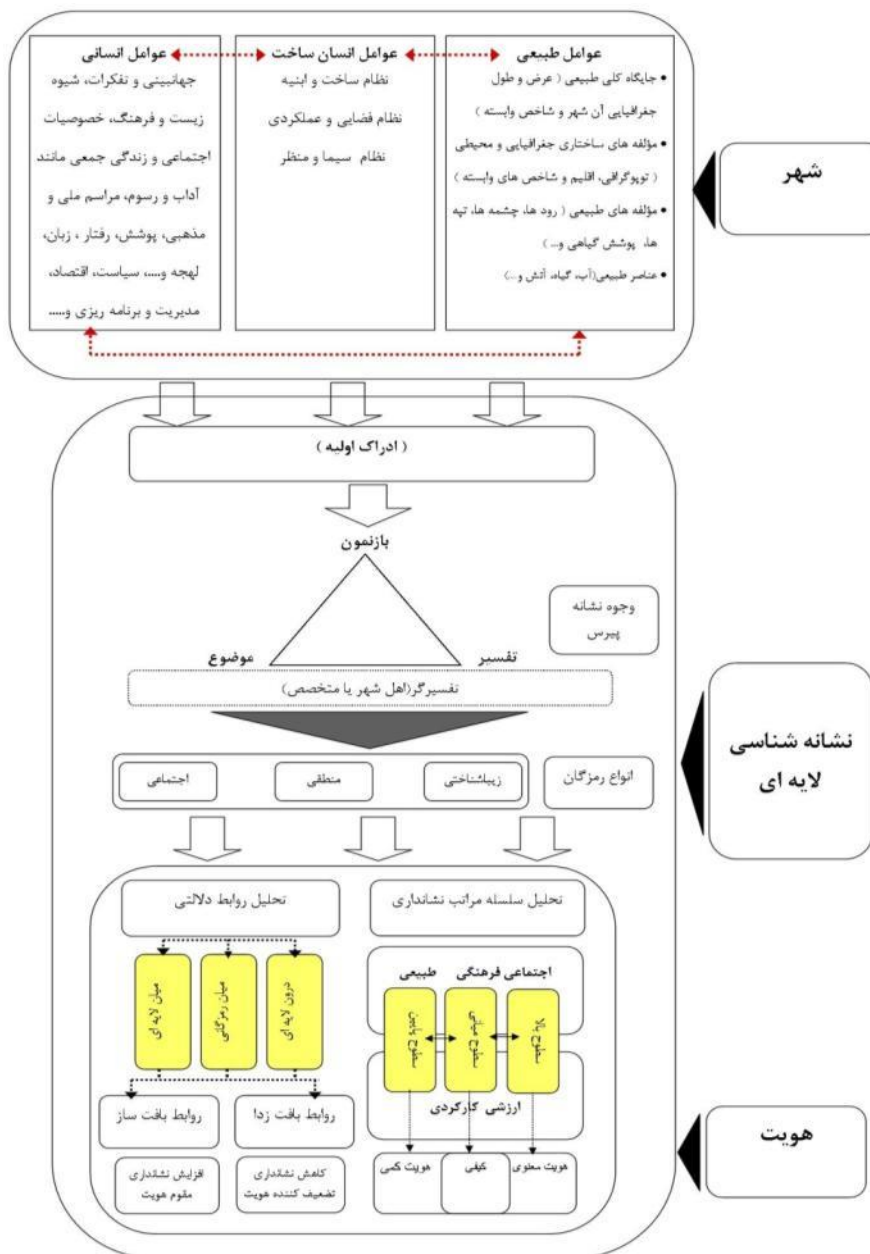 شهر
عوامل طبیعی
• جایگاه کلی طبیعی ( عرض و طول
جغرافیایی آن شهر و شاخص وابسته )
• مؤلفه های ساختاری جغرافیایی و محیطی
( توپوگرافی، اقلیم و شاخص های وابسته )
• مؤلفه های طبیعی ( رود ها، چشمه ها، تپه
ها، پوشش گیاهی و... )
• عناصر طبیعی(آب، گیاه، آتش و...)
عوامل انسان ساخت
نظام ساخت و ابنیه
نظام فضایی و عملکردی
نظام سیما و منظر
عوامل انسانی
جهانبینی و تفکرات، شیوه
زیست و فرهنگ، خصوصیات
اجتماعی و زندگی جمعی مانند
آداب و رسوم، مراسم ملی و
مذهبی، پوشش، رفتار ، زبان،
لهجه و....، سیاست، اقتصاد،
مدیریت و برنامه ریزی و.....
( ادراک اولیه )
بازنمون
وجوه نشانه
پیرس
تفسیر
موضوع
تفسیرگر(اهل شهر یا متخصص)
نشانه شناسی
لایه ای
انواع رمزگان
زیباشناختی
منطقی
اجتماعی
تحلیل سلسله مراتب نشانداری
اجتماعی فرهنگی
طبیعی
سطوح بالا
سطوح میانی
سطوح پایین
ارزشی کارکردی
هویت معنوی
کیفی
هویت کمی
تحلیل روابط دلالتی
درون لایه ای
میان رمزگانی
میان لایه ای
روابط بافت زدا
روابط بافت ساز
کاهش نشانداری
تضعیف کننده هویت
افزایش نشانداری
مقوم هویت
هویت